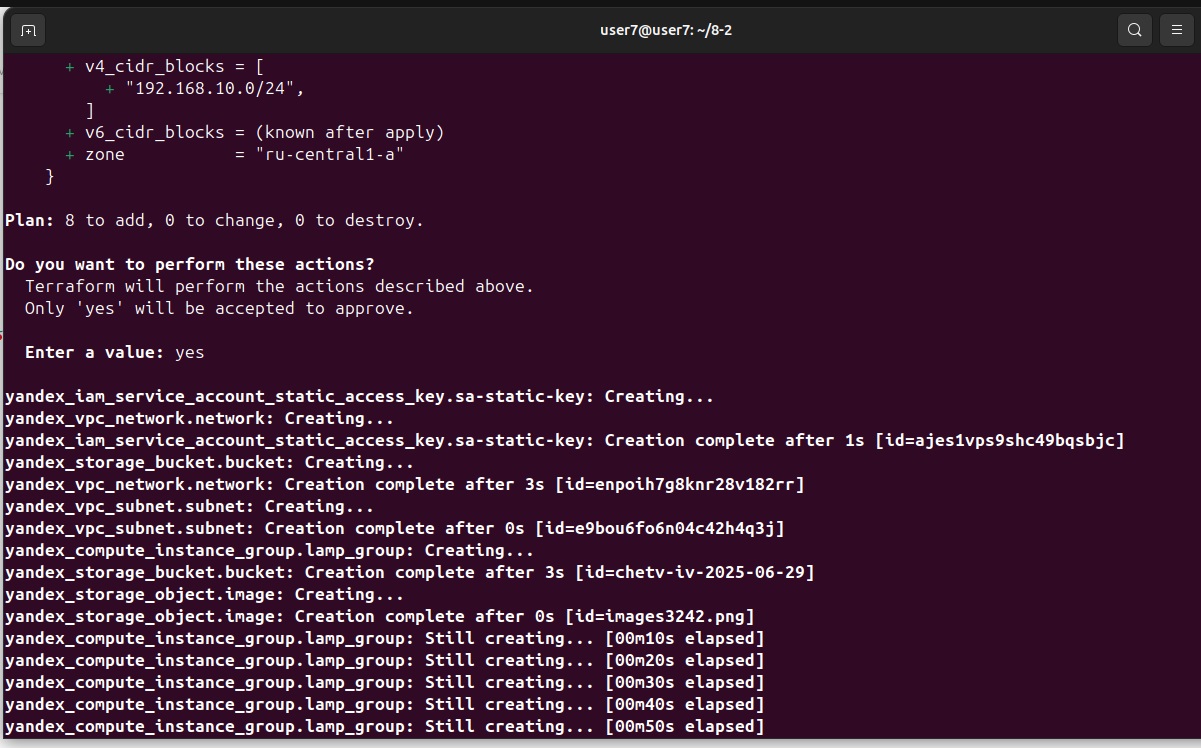 user7@user7: ~/8-2
+ v4_cidr_blocks = [
+ "192.168.10.0/24",
]
+ v6_cidr_blocks = (known after apply)
+ zone = "ru-central1-a"
}
Plan: 8 to add, 0 to change, 0 to destroy.
Do you want to perform these actions?
Terraform will perform the actions described above.
Only 'yes' will be accepted to approve.
Enter a value: yes
yandex_iam_service_account_static_access_key.sa-static-key: Creating...
yandex_vpc_network.network: Creating...
yandex_iam_service_account_static_access_key.sa-static-key: Creation complete after 1s [id=ajes1vps9shc49bqsbjc]
yandex_storage_bucket.bucket: Creating...
yandex_vpc_network.network: Creation complete after 3s [id=enpoih7g8knr28v182rr]
yandex_vpc_subnet.subnet: Creating...
yandex_vpc_subnet.subnet: Creation complete after 0s [id=e9bou6fo6n04c42h4q3j]
yandex_compute_instance_group.lamp_group: Creating...
yandex_storage_bucket.bucket: Creation complete after 3s [id=chetv-iv-2025-06-29]
yandex_storage_object.image: Creating...
yandex_storage_object.image: Creation complete after 0s [id=images3242.png]
yandex_compute_instance_group.lamp_group: Still creating... [00m10s elapsed]
yandex_compute_instance_group.lamp_group: Still creating... [00m20s elapsed]
yandex_compute_instance_group.lamp_group: Still creating... [00m30s elapsed]
yandex_compute_instance_group.lamp_group: Still creating... [00m40s elapsed]
yandex_compute_instance_group.lamp_group: Still creating... [00m50s elapsed]